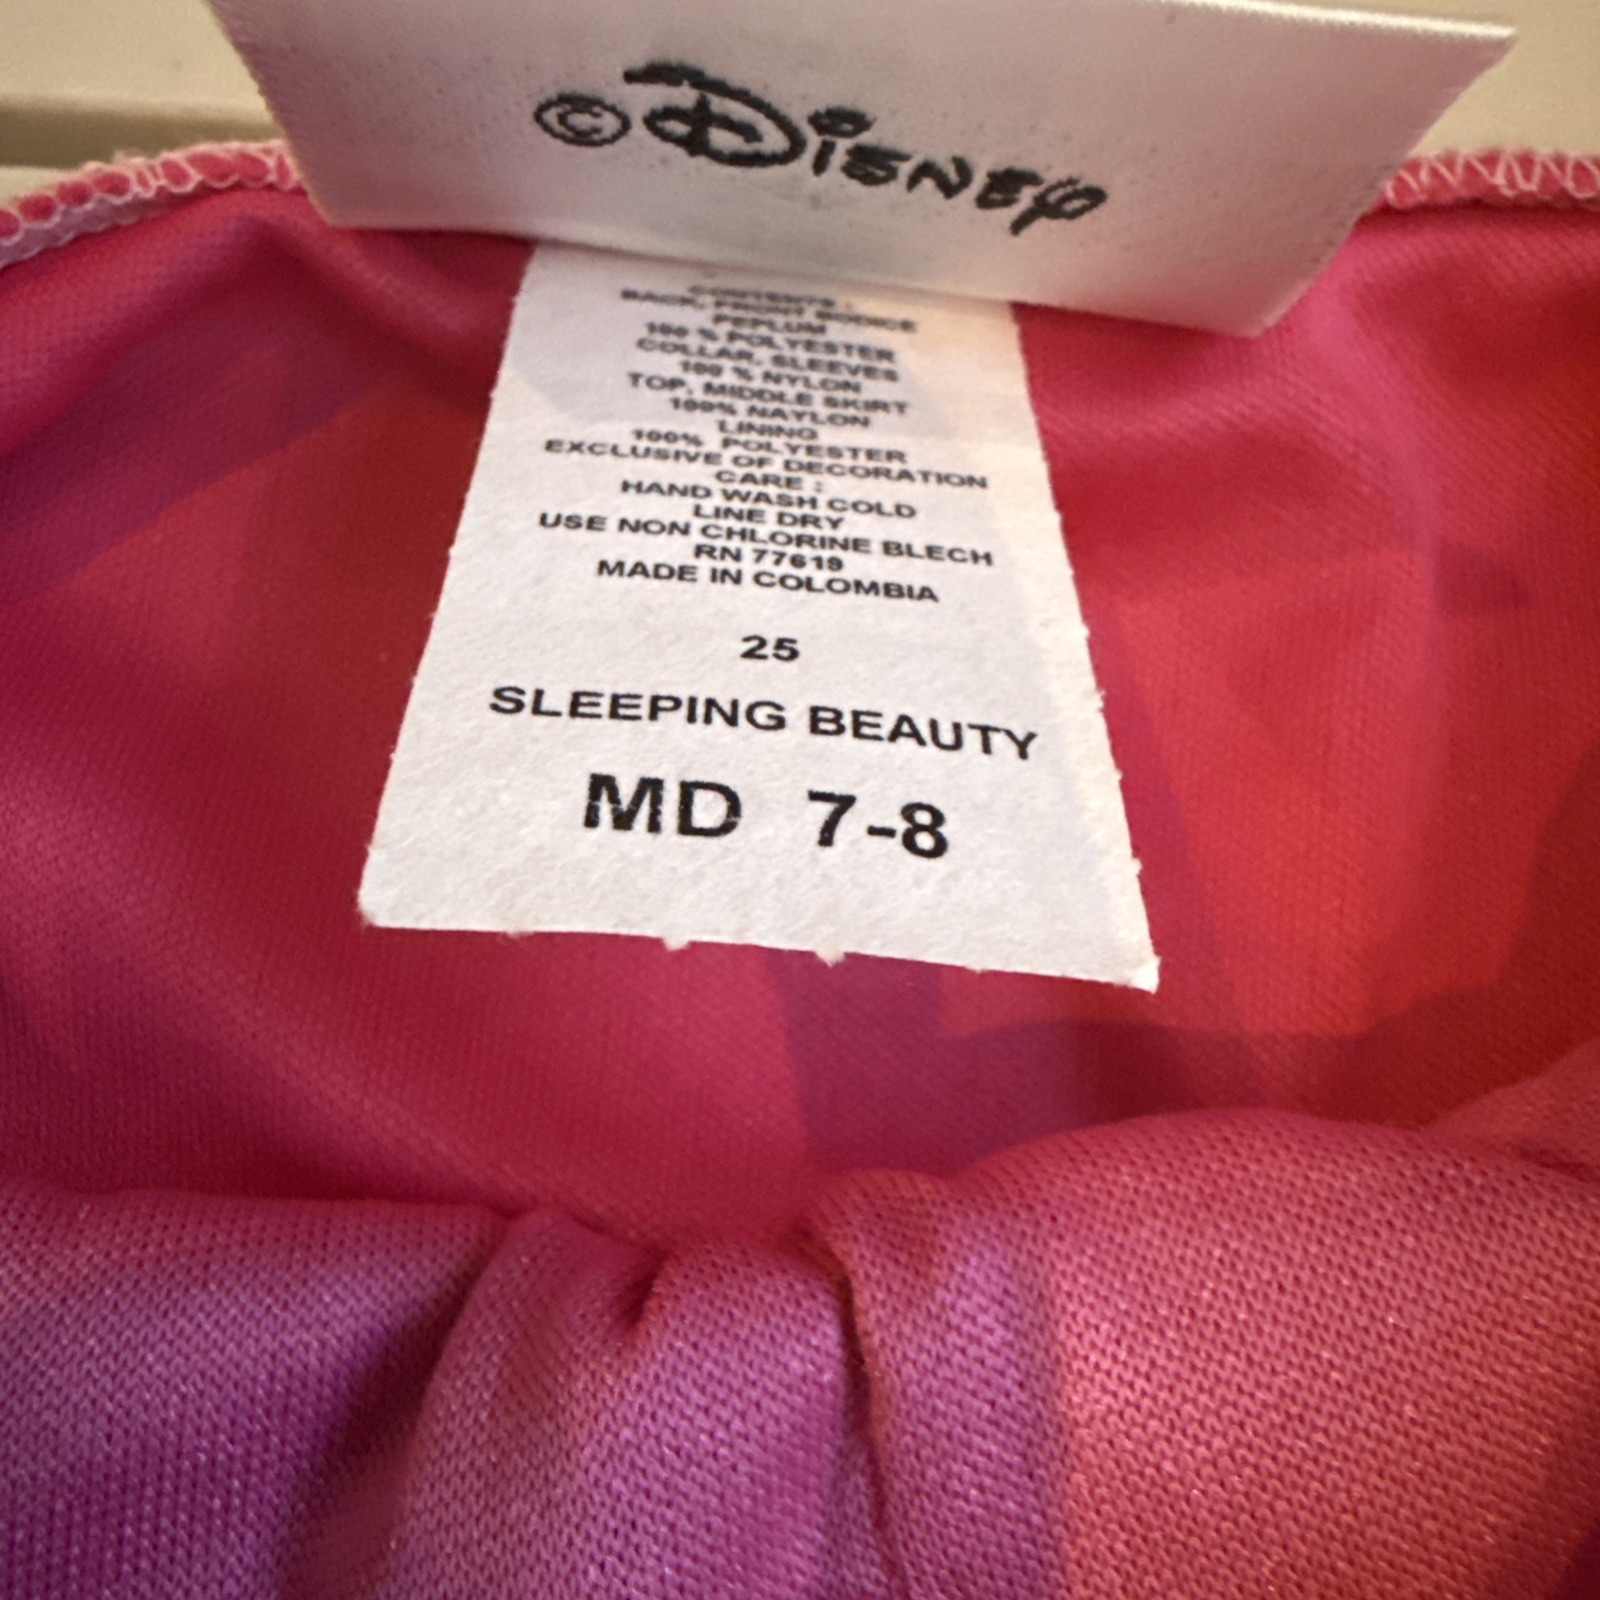 © Disney
CONTENTS :
BACK, FRONT BODICE
PEPLUM
100 % POLYESTER
COLLAR, SLEEVES
100 % NYLON
TOP, MIDDLE SKIRT
100% NAYLON
LINING
100% POLYESTER
EXCLUSIVE OF DECORATION
CARE :
HAND WASH COLD
LINE DRY
USE NON CHLORINE BLECH
RN 77619
MADE IN COLOMBIA
25
SLEEPING BEAUTY
MD 7-8